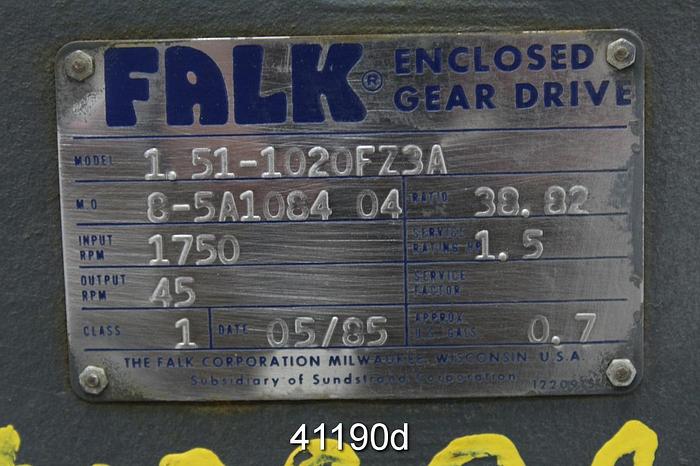 FALK® ENCLOSED GEAR DRIVE
MODEL 1.51-1020FZ3A
M.O 8-5A1084 04 RATIO 38.82
INPUT RPM 1750 SERVICE RATING HP 1.5
OUTPUT RPM 45 SERVICE FACTOR
CLASS 1 DATE 05/85 APPROX. U.S. GALS 0.7
THE FALK CORPORATION MILWAUKEE, WISCONSIN U.S.A.
Subsidiary of Sundstrand Corporation
41190d